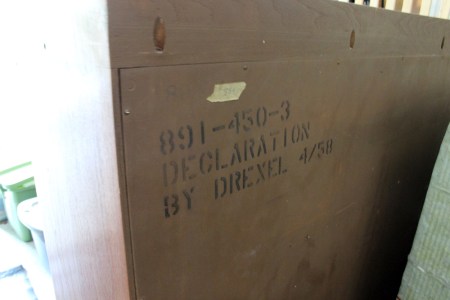 891-450-3
DECLARATION
BY DREXEL 4/58